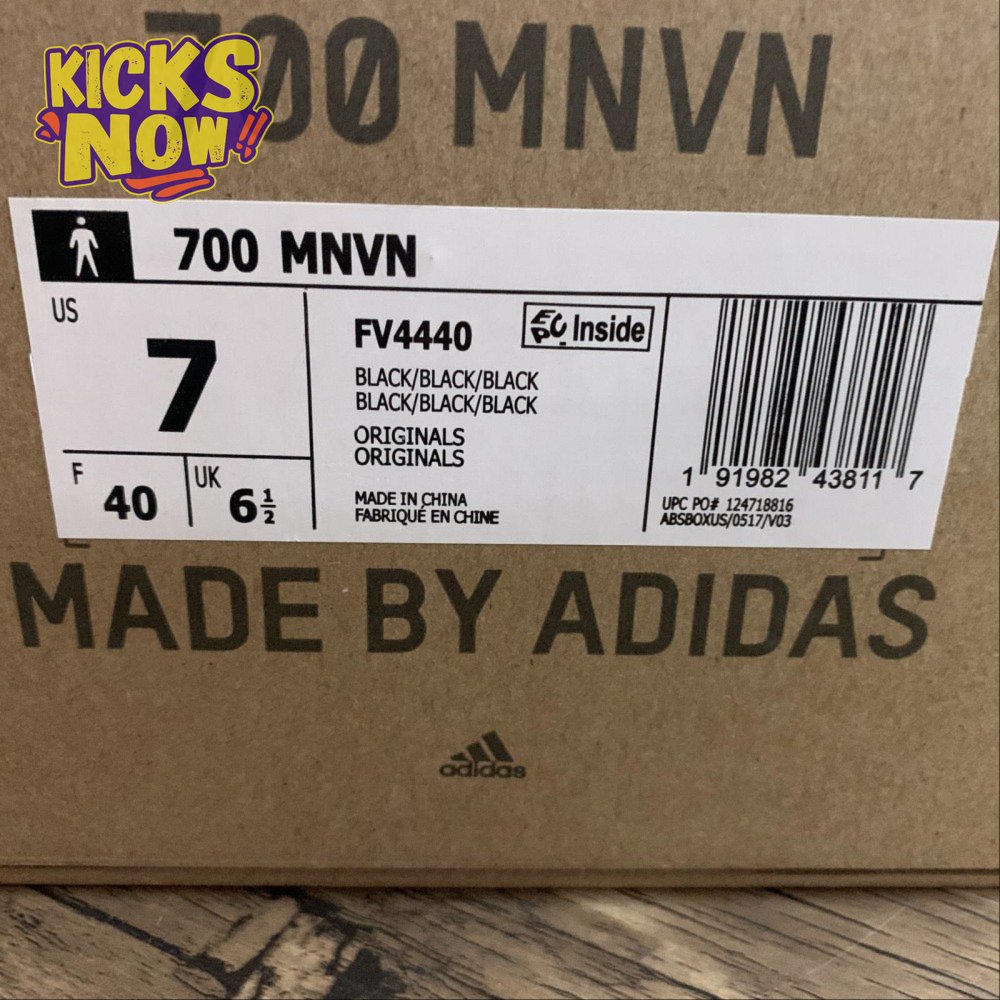 KICKS
NOW!!
700 MNVN
700 MNVN
US
7
F
40
UK
6½
FV4440
EPC Inside
BLACK/BLACK/BLACK
BLACK/BLACK/BLACK
ORIGINALS
ORIGINALS
MADE IN CHINA
FABRIQUÉ EN CHINE
1 91982 43811 7
UPC PO# 124718816
ABSBOXUS/0517/V03
MADE BY ADIDAS
adidas